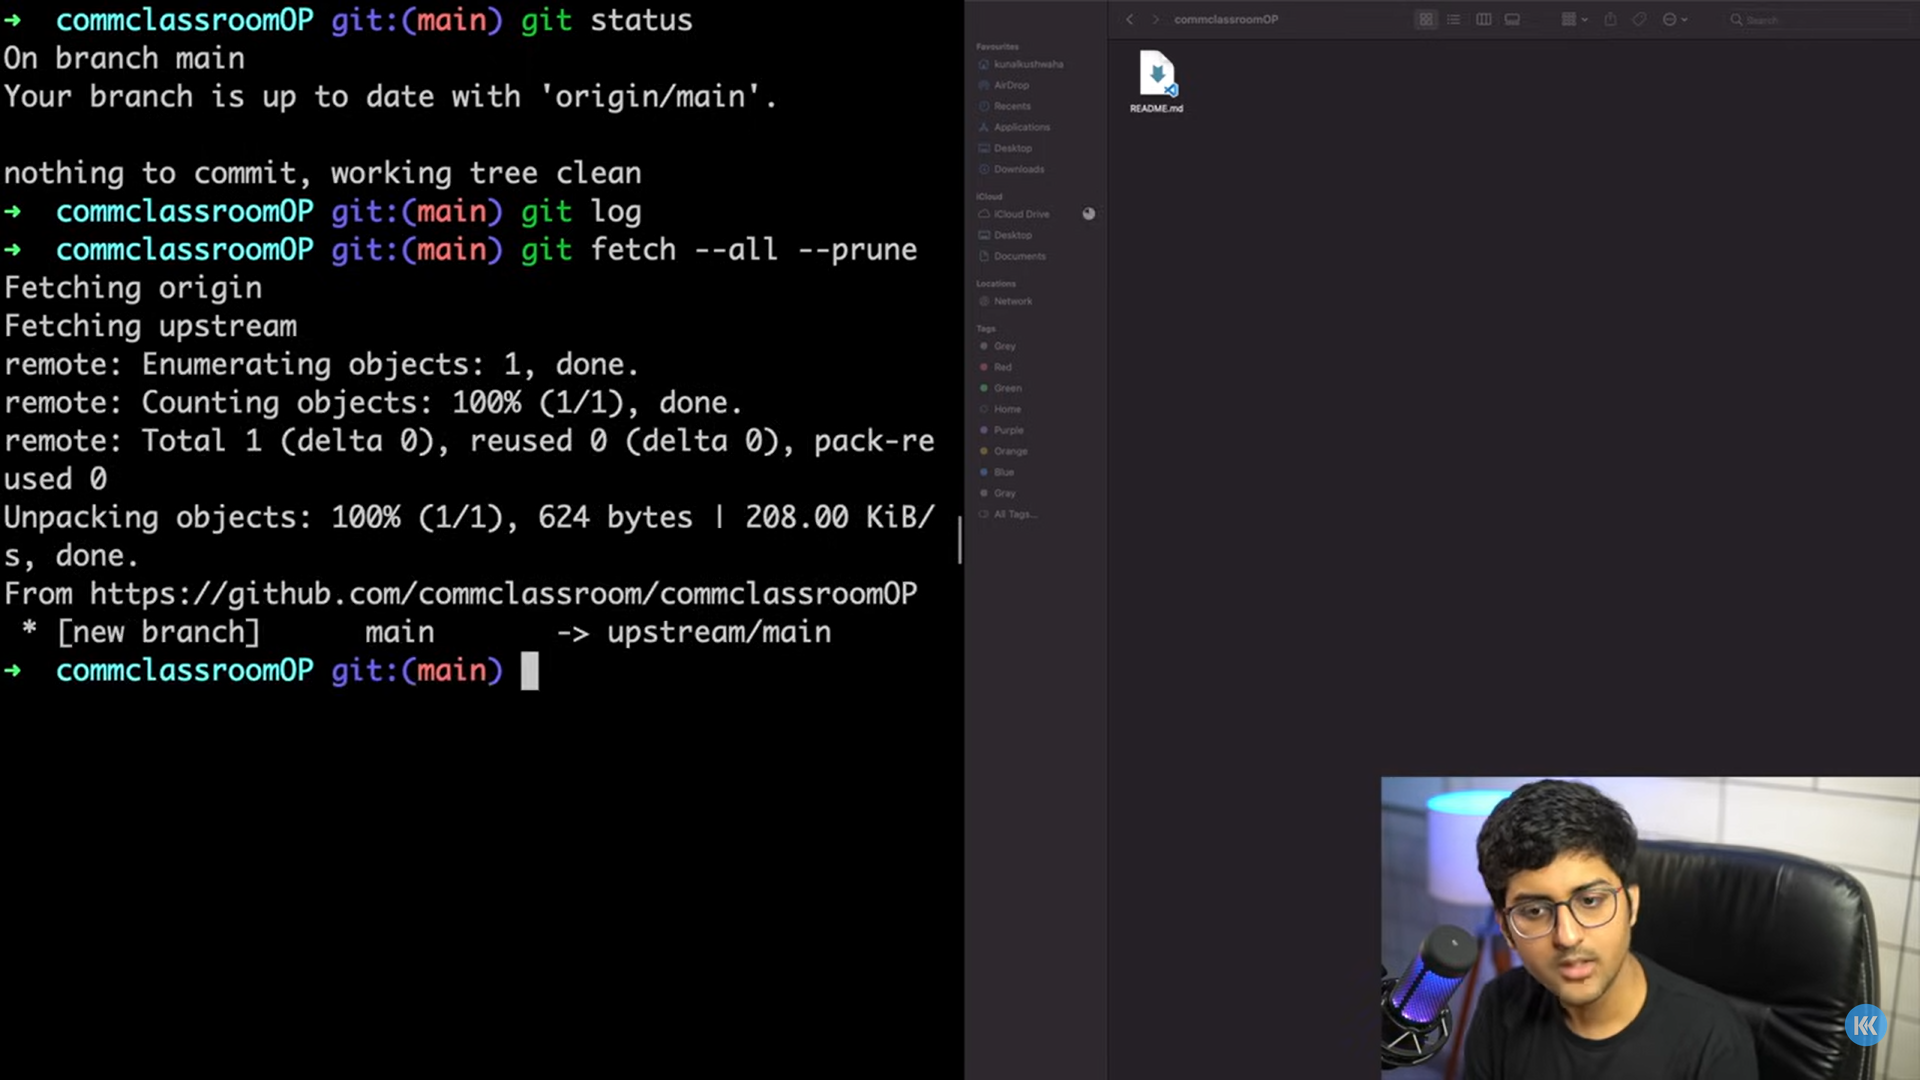 ➜ commclassroomOP git:(main) git status
On branch main
Your branch is up to date with 'origin/main'.
nothing to commit, working tree clean
➜ commclassroomOP git:(main) git log
➜ commclassroomOP git:(main) git fetch --all --prune
Fetching origin
Fetching upstream
remote: Enumerating objects: 1, done.
remote: Counting objects: 100% (1/1), done.
remote: Total 1 (delta 0), reused 0 (delta 0), pack-re
used 0
Unpacking objects: 100% (1/1), 624 bytes | 208.00 KiB/
s, done.
From https://github.com/commclassroom/commclassroomOP
* [new branch] main -> upstream/main
➜ commclassroomOP git:(main)
commclassroomOP
Search
Favourites
kunalkushwaha
AirDrop
Recents
Applications
Desktop
Downloads
iCloud
iCloud Drive
Desktop
Documents
Locations
Network
Tags
Grey
Red
Green
Home
Purple
Orange
Blue
Gray
All Tags...
README.md
KK